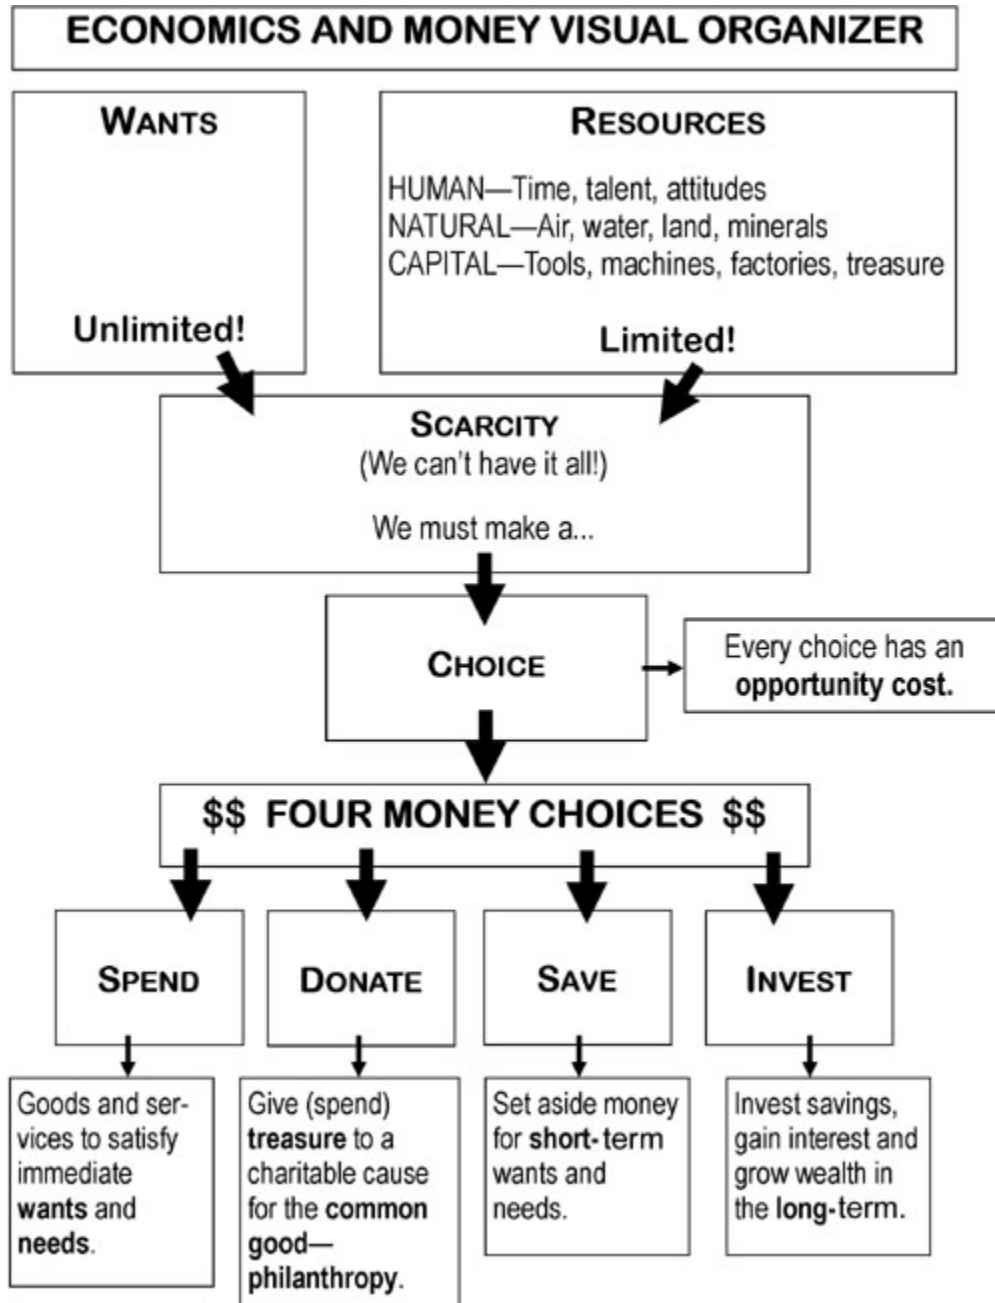 ECONOMICS AND MONEY VISUAL ORGANIZER
WANTS
Unlimited!
RESOURCES
HUMAN—Time, talent, attitudes
NATURAL—Air, water, land, minerals
CAPITAL—Tools, machines, factories, treasure
Limited!
SCARCITY
(We can't have it all!)
We must make a...
CHOICE
Every choice has an
opportunity cost.
$$ FOUR MONEY CHOICES $$
SPEND
Goods and ser-
vices to satisfy
immediate
wants and
needs.
DONATE
Give (spend)
treasure to a
charitable cause
for the common
good—
philanthropy.
SAVE
Set aside money
for short-term
wants and
needs.
INVEST
Invest savings,
gain interest and
grow wealth in
the long-term.